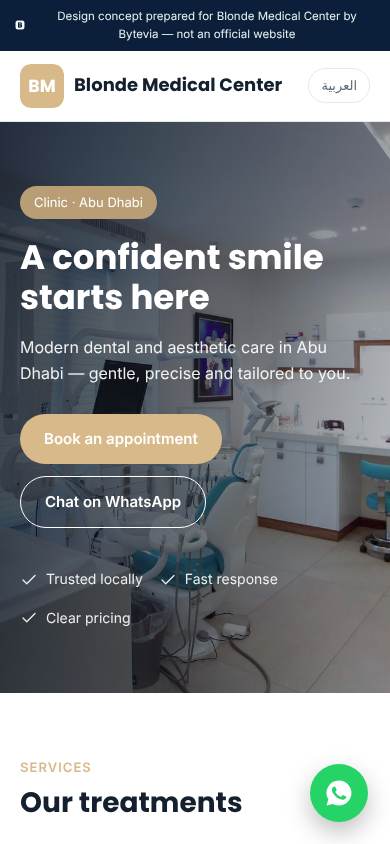 Design concept prepared for Blonde Medical Center by
Bytevia — not an official website
BM
Blonde Medical Center
العربية
Clinic · Abu Dhabi
A confident smile
starts here
Modern dental and aesthetic care in Abu
Dhabi — gentle, precise and tailored to you.
Book an appointment
Chat on WhatsApp
Trusted locally
Fast response
Clear pricing
SERVICES
Our treatments